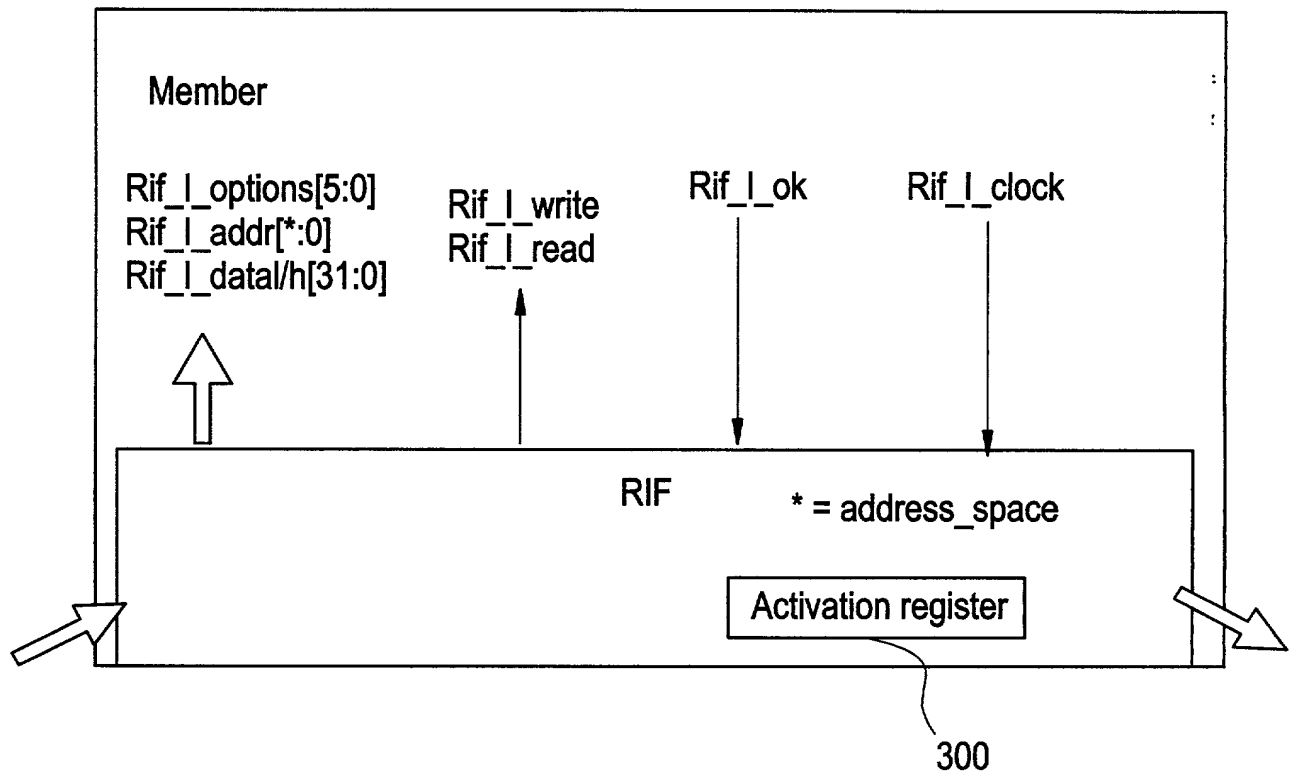 Member
Rif_I_options[5:0]
Rif_I_addr[*:0]
Rif_I_datal/h[31:0]
Rif_I_write
Rif_I_read
Rif_I_ok
Rif_I_clock
RIF
* = address_space
Activation register
300